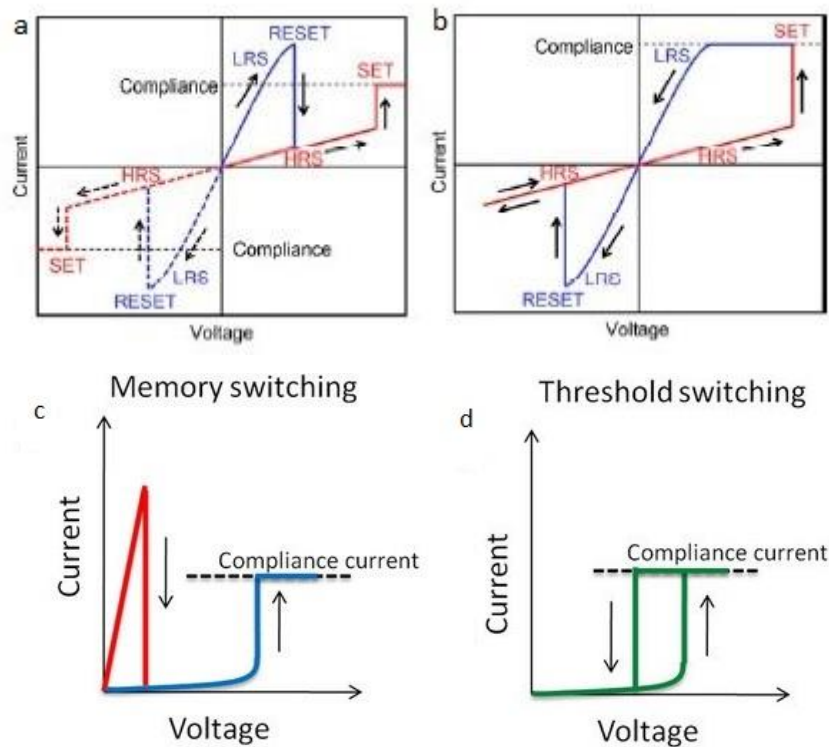 a
RESET
LRS
SET
Compliance
HRS
HRS
Current
Compliance
SET
LRS
RESET
Voltage
b
Compliance
SET
LRS
HRS
HRS
Current
RESET
Voltage
Memory switching
c
Compliance current
Current
Voltage
Threshold switching
d
Compliance current
Current
Voltage